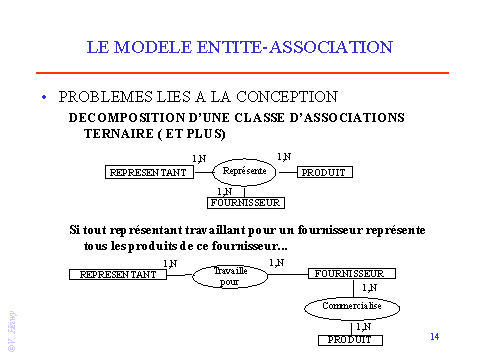 LE MODELE ENTITE-ASSOCIATION
• PROBLEMES LIES A LA CONCEPTION
DECOMPOSITION D'UNE CLASSE D'ASSOCIATIONS
TERNAIRE ( ET PLUS)
REPRESENTANT 1,N Représente 1,N PRODUIT
1,N
FOURNISSEUR
Si tout représentant travaillant pour un fournisseur représente
tous les produits de ce fournisseur...
REPRESENTANT 1,N Travaille pour 1,N FOURNISSEUR
1,N
Commercialise
1,N
PRODUIT
14